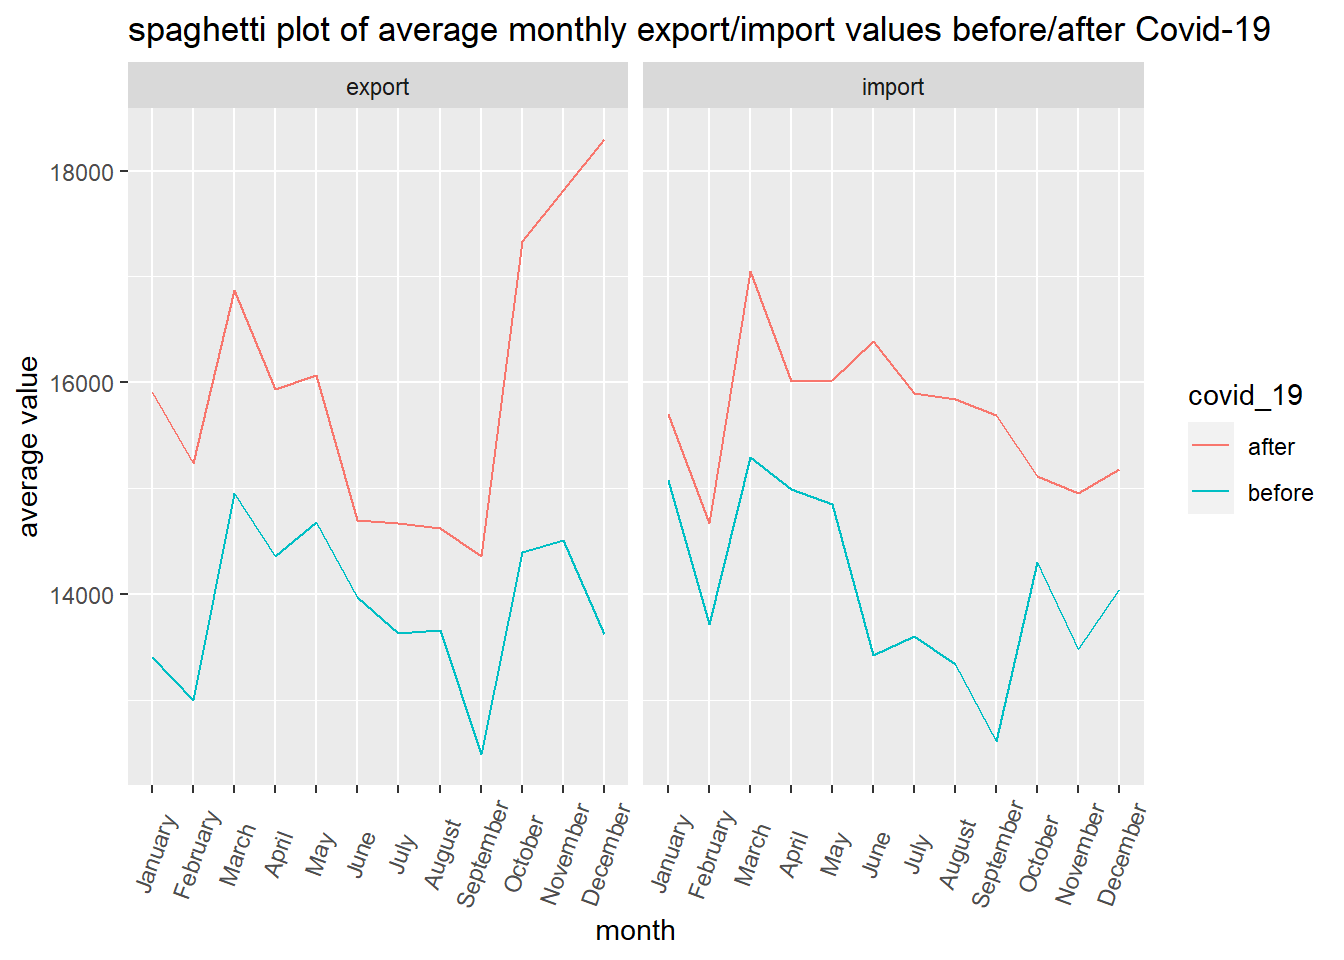 spaghetti plot of average monthly export/import values before/after Covid-19
export
import
18000
16000
14000
average value
January
February
March
April
May
June
July
August
September
October
November
December
January
February
March
April
May
June
July
August
September
October
November
December
month
covid_19
after
before